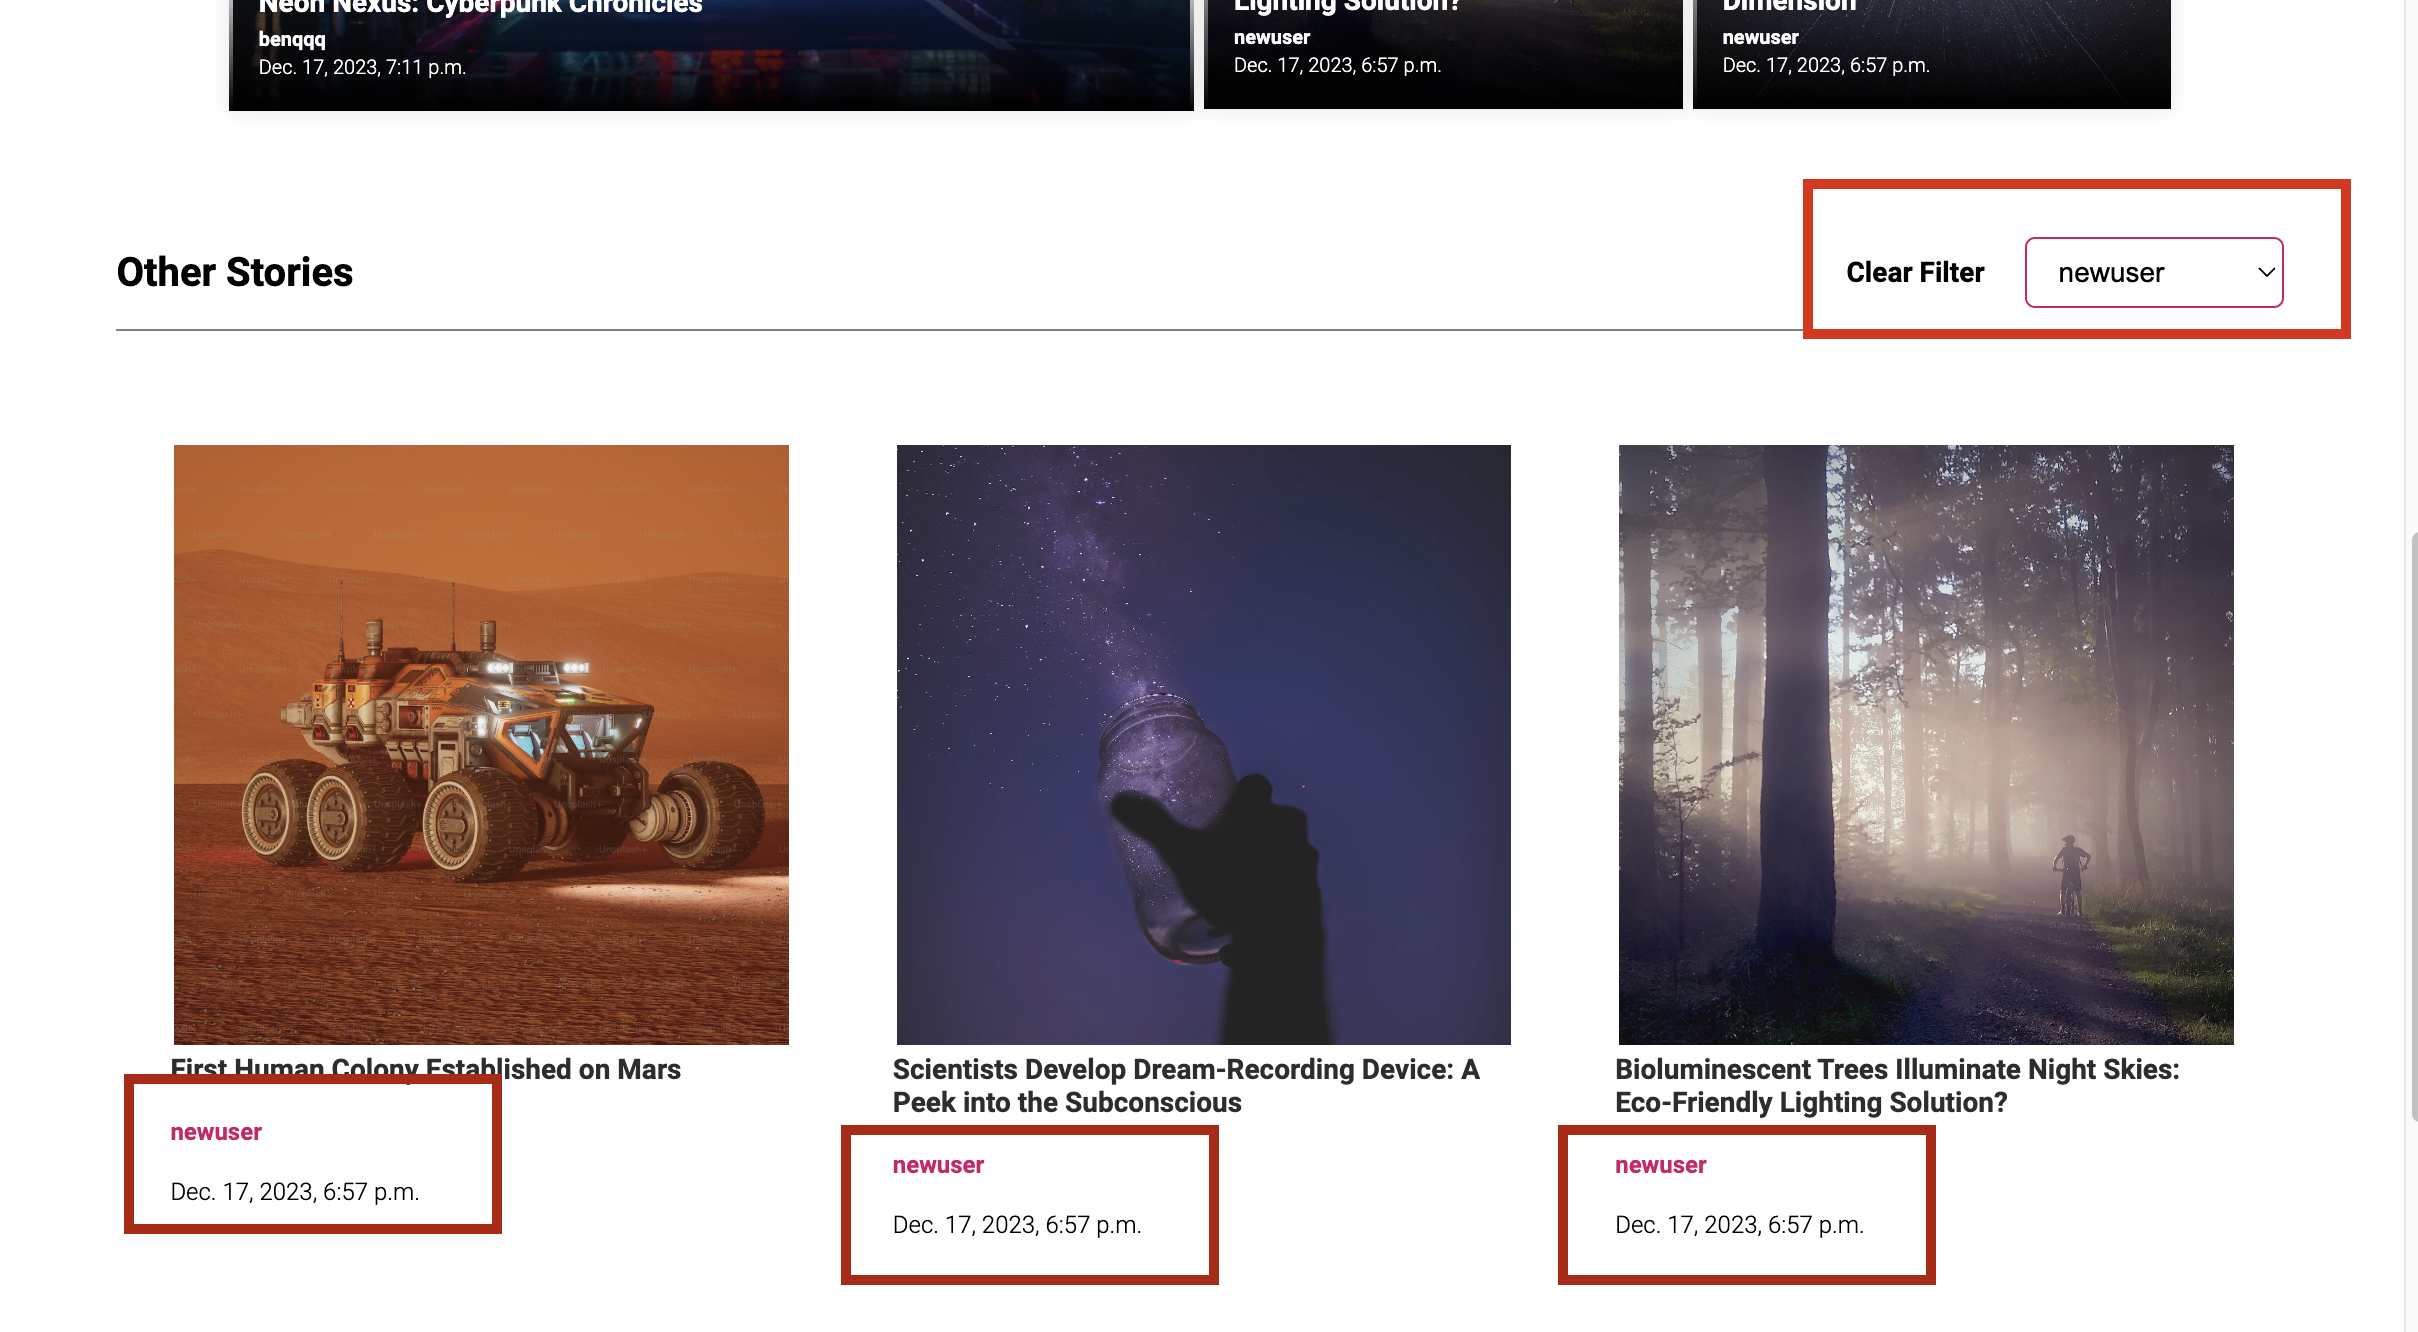 Neon Nexus: Cyberpunk Chronicles
benqqq
Dec. 17, 2023, 7:11 p.m.
Lighting Solution?
newuser
Dec. 17, 2023, 6:57 p.m.
Dimension
newuser
Dec. 17, 2023, 6:57 p.m.
Other Stories
Clear Filter
newuser
First Human Colony Established on Mars
newuser
Dec. 17, 2023, 6:57 p.m.
Scientists Develop Dream-Recording Device: A
Peek into the Subconscious
newuser
Dec. 17, 2023, 6:57 p.m.
Bioluminescent Trees Illuminate Night Skies:
Eco-Friendly Lighting Solution?
newuser
Dec. 17, 2023, 6:57 p.m.